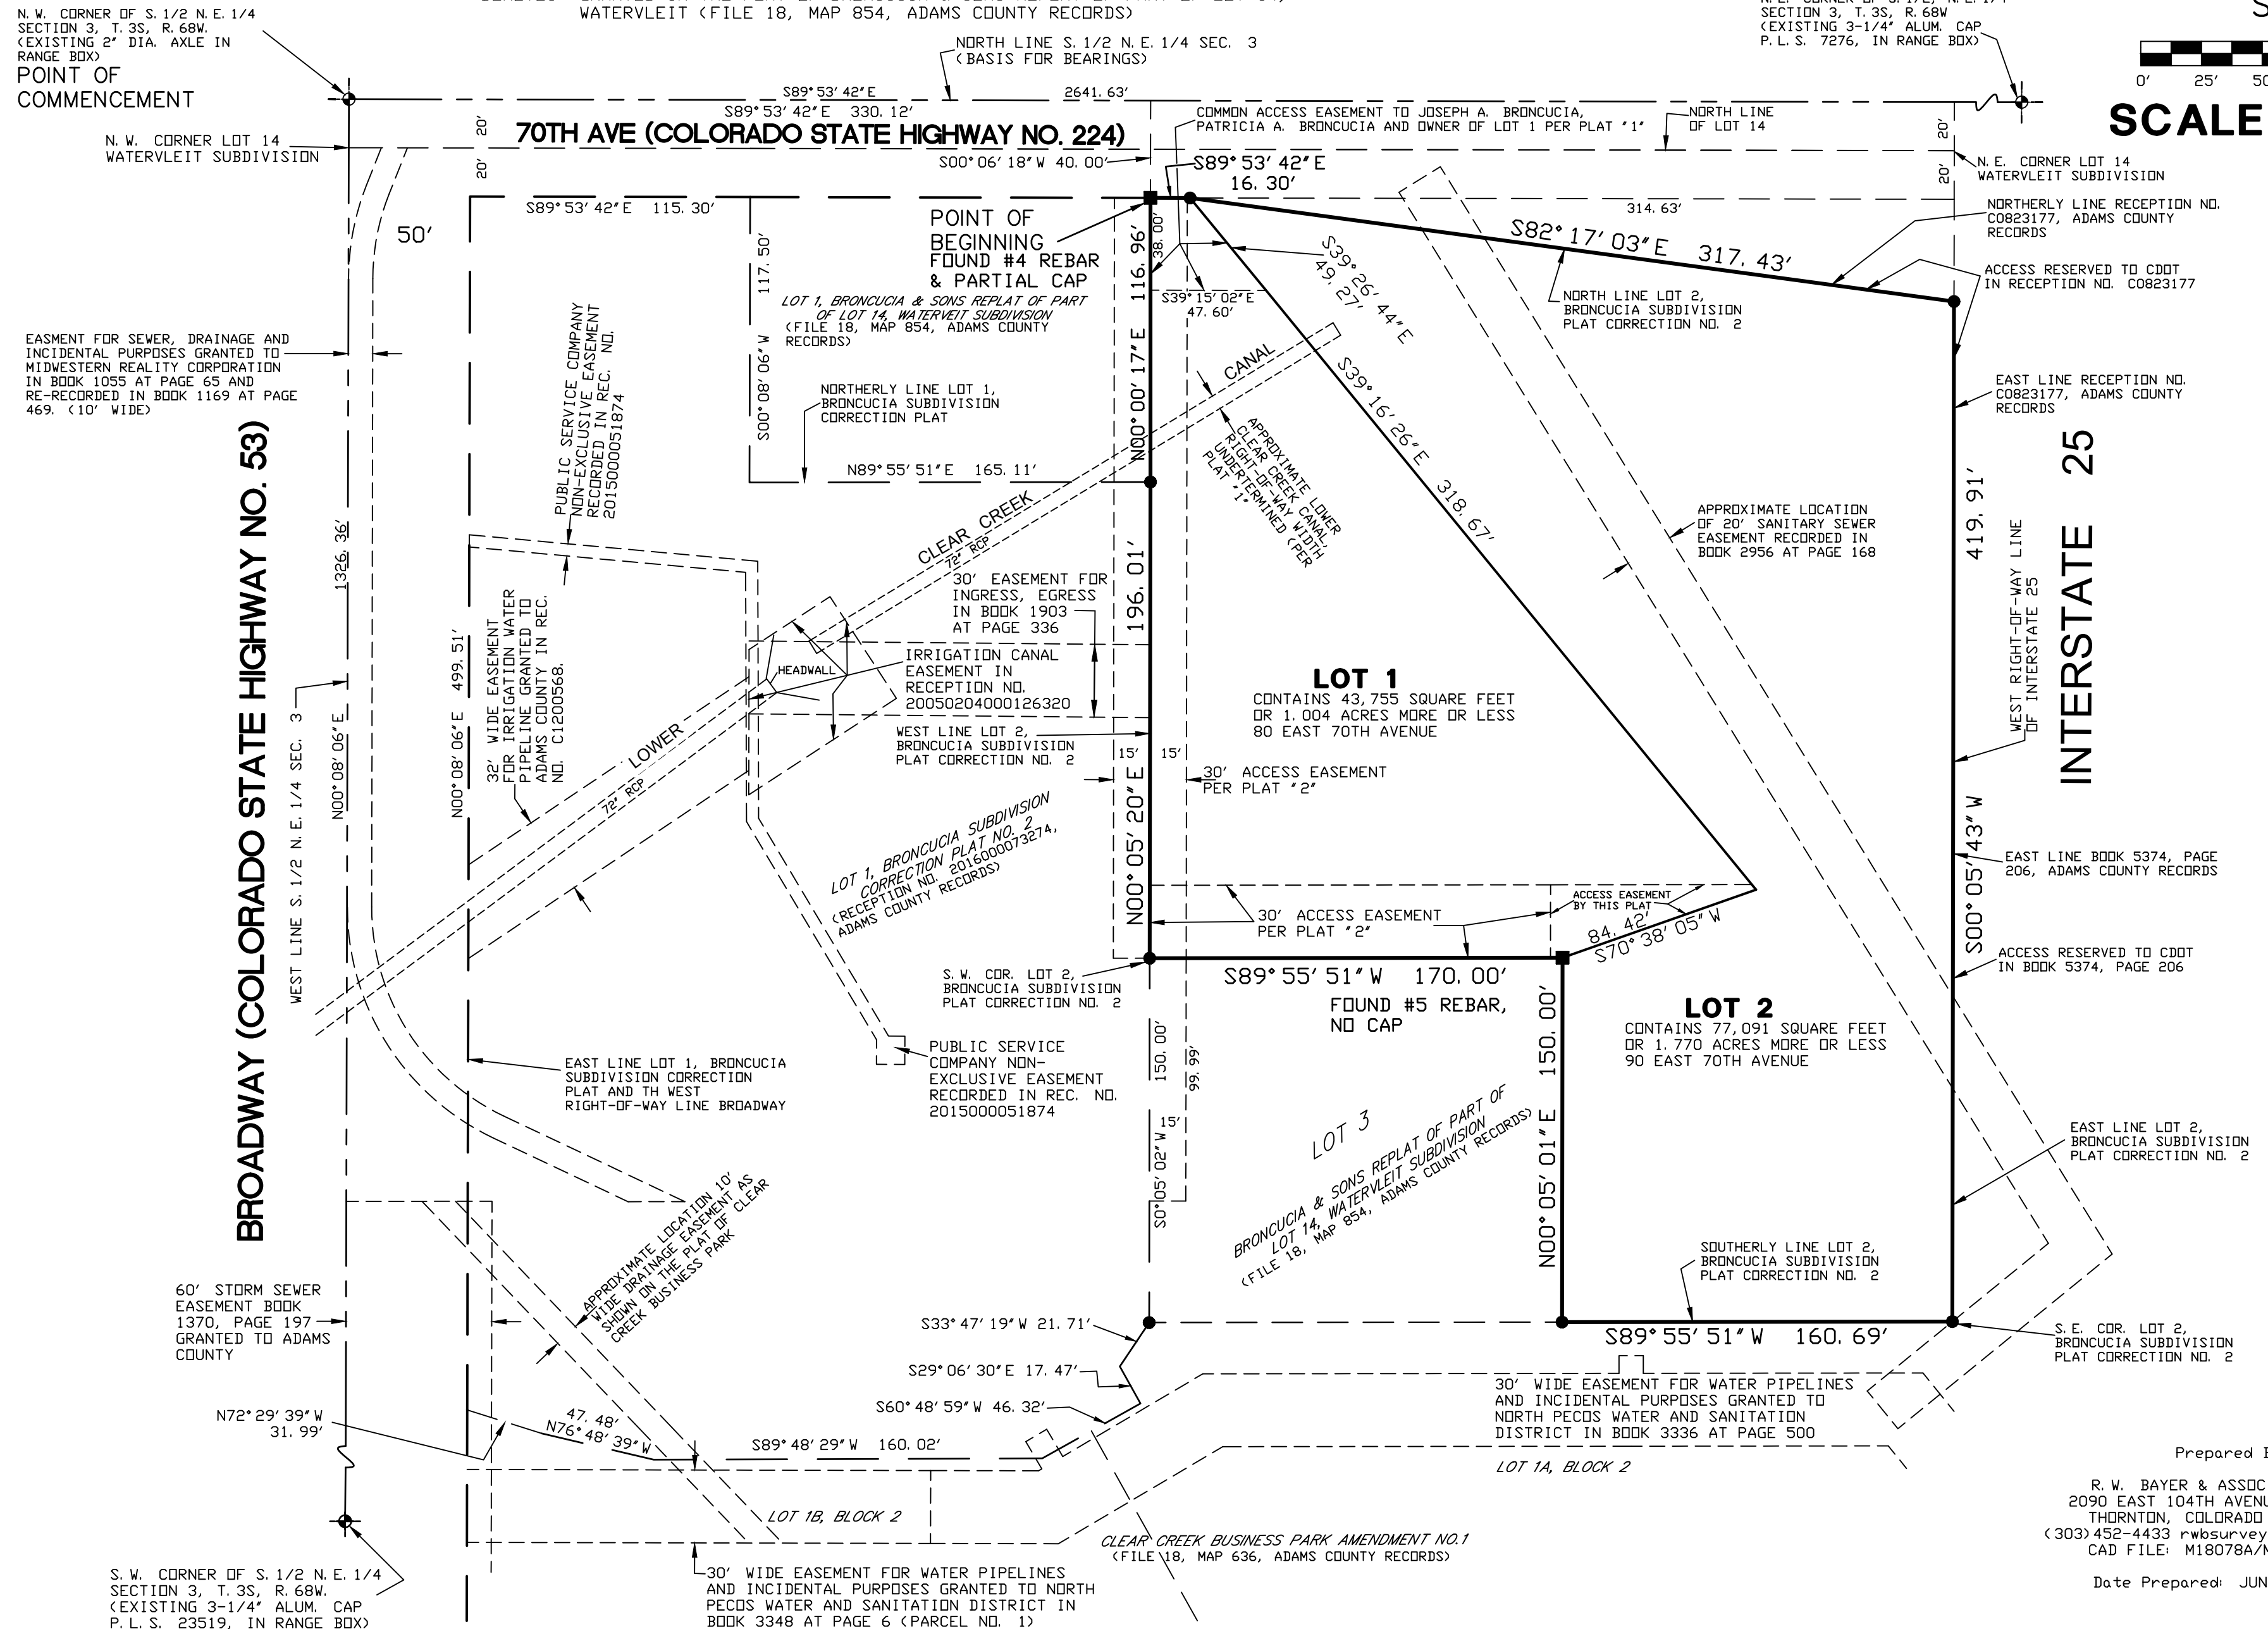 WATERVLEIT (FILE 18, MAP 854, ADAMS COUNTY RECORDS)
N. W. CORNER OF S. 1/2 N. E. 1/4
SECTION 3, T. 3S, R. 68W.
(EXISTING 2" DIA. AXLE IN
RANGE BOX)
POINT OF
COMMENCEMENT
NORTH LINE S. 1/2 N. E. 1/4 SEC. 3
(BASIS FOR BEARINGS)
SECTION 3, T. 3S, R. 68W
(EXISTING 3-1/4" ALUM. CAP
P. L. S. 7276, IN RANGE BOX)
0' 25'
SCALE
S89° 53' 42" E 2641. 63'
S89° 53' 42" E 330. 12'
70TH AVE (COLORADO STATE HIGHWAY NO. 224)
20'
20'
S00° 06' 18" W 40. 00'
COMMON ACCESS EASEMENT TO JOSEPH A. BRONCUCIA,
PATRICIA A. BRONCUCIA AND OWNER OF LOT 1 PER PLAT "1"
NORTH LINE
OF LOT 14
20'
20'
N. W. CORNER LOT 14
WATERVLEIT SUBDIVISION
N. E. CORNER LOT 14
WATERVLEIT SUBDIVISION
S89° 53' 42" E
16. 30'
314. 63'
S89° 53' 42" E 115. 30'
50'
POINT OF
BEGINNING
FOUND #4 REBAR
& PARTIAL CAP
117. 50'
S00° 08' 06" W
LOT 1, BRONCUCIA & SONS REPLAT OF PART
OF LOT 14, WATERVEIT SUBDIVISION
(FILE 18, MAP 854, ADAMS COUNTY
RECORDS)
N00° 00' 17" E 116. 96'
38. 00'
S39° 15' 02" E
47. 60'
S39° 26' 44" E
49. 27'
S82° 17' 03" E 317. 43'
NORTH LINE LOT 2,
BRONCUCIA SUBDIVISION
PLAT CORRECTION NO. 2
NORTHERLY LINE RECEPTION NO.
C0823177, ADAMS COUNTY
RECORDS
ACCESS RESERVED TO CDOT
IN RECEPTION NO. C0823177
EAST LINE RECEPTION NO.
C0823177, ADAMS COUNTY
RECORDS
EASMENT FOR SEWER, DRAINAGE AND
INCIDENTAL PURPOSES GRANTED TO
MIDWESTERN REALITY CORPORATION
IN BOOK 1055 AT PAGE 65 AND
RE-RECORDED IN BOOK 1169 AT PAGE
469. (10' WIDE)
BROADWAY (COLORADO STATE HIGHWAY NO. 53)
PUBLIC SERVICE COMPANY
NON-EXCLUSIVE EASEMENT
RECORDED IN REC. NO.
2015000051874
NORTHERLY LINE LOT 1,
BRONCUCIA SUBDIVISION
CORRECTION PLAT
N89° 55' 51" E 165. 11'
LOWER
CLEAR CREEK
CANAL
72" RCP
72" RCP
APPROXIMATE LOWER
CLEAR CREEK CANAL,
RIGHT-OF-WAY WIDTH
UNDERTERMINED (PER
PLAT "1"
S39° 16' 26" E 318. 67'
APPROXIMATE LOCATION
OF 20' SANITARY SEWER
EASEMENT RECORDED IN
BOOK 2956 AT PAGE 168
S00° 05' 43" W 419. 91'
WEST RIGHT-OF-WAY LINE
OF INTERSTATE 25
INTERSTATE 25
1326. 36'
N00° 08' 06" E
WEST LINE S. 1/2 N. E. 1/4 SEC. 3
N00° 08' 06" E 499. 51'
32' WIDE EASEMENT
FOR IRRIGATION WATER
PIPELINE GRANTED TO
ADAMS COUNTY IN REC.
NO. C1200568.
30' EASEMENT FOR
INGRESS, EGRESS
IN BOOK 1903
AT PAGE 336
HEADWALL
IRRIGATION CANAL
EASEMENT IN
RECEPTION NO.
20050204000126320
WEST LINE LOT 2,
BRONCUCIA SUBDIVISION
PLAT CORRECTION NO. 2
N00° 05' 20" E 196. 01'
15' 15'
30' ACCESS EASEMENT
PER PLAT "2"
LOT 1
CONTAINS 43,755 SQUARE FEET
OR 1. 004 ACRES MORE OR LESS
80 EAST 70TH AVENUE
LOT 1, BRONCUCIA SUBDIVISION
CORRECTION PLAT NO. 2
(RECEPTION NO. 2016000073274,
ADAMS COUNTY RECORDS)
30' ACCESS EASEMENT
PER PLAT "2"
ACCESS EASEMENT
BY THIS PLAT
84. 42'
S70° 38' 05" W
EAST LINE BOOK 5374, PAGE
206, ADAMS COUNTY RECORDS
ACCESS RESERVED TO CDOT
IN BOOK 5374, PAGE 206
S. W. COR. LOT 2,
BRONCUCIA SUBDIVISION
PLAT CORRECTION NO. 2
S89° 55' 51" W 170. 00'
FOUND #5 REBAR,
NO CAP
LOT 2
CONTAINS 77,091 SQUARE FEET
OR 1. 770 ACRES MORE OR LESS
90 EAST 70TH AVENUE
EAST LINE LOT 1, BRONCUCIA
SUBDIVISION CORRECTION
PLAT AND TH WEST
RIGHT-OF-WAY LINE BROADWAY
PUBLIC SERVICE
COMPANY NON-
EXCLUSIVE EASEMENT
RECORDED IN REC. NO.
2015000051874
150. 00'
99. 99'
15'
S0° 05' 02" W
N00° 05' 01" E 150. 00'
LOT 3
BRONCUCIA & SONS REPLAT OF PART OF
LOT 14, WATERVLEIT SUBDIVISION
(FILE 18, MAP 854, ADAMS COUNTY RECORDS)
EAST LINE LOT 2,
BRONCUCIA SUBDIVISION
PLAT CORRECTION NO. 2
APPROXIMATE LOCATION 10'
WIDE DRAINAGE EASEMENT AS
SHOWN ON THE PLAT OF CLEAR
CREEK BUSINESS PARK
SOUTHERLY LINE LOT 2,
BRONCUCIA SUBDIVISION
PLAT CORRECTION NO. 2
60' STORM SEWER
EASEMENT BOOK
1370, PAGE 197
GRANTED TO ADAMS
COUNTY
S33° 47' 19" W 21. 71'
S29° 06' 30" E 17. 47'
S60° 48' 59" W 46. 32'
S89° 55' 51" W 160. 69'
S. E. COR. LOT 2,
BRONCUCIA SUBDIVISION
PLAT CORRECTION NO. 2
30' WIDE EASEMENT FOR WATER PIPELINES
AND INCIDENTAL PURPOSES GRANTED TO
NORTH PECOS WATER AND SANITATION
DISTRICT IN BOOK 3336 AT PAGE 500
N72° 29' 39" W
31. 99'
47. 48'
N76° 48' 39" W
S89° 48' 29" W 160. 02'
LOT 1A, BLOCK 2
LOT 1B, BLOCK 2
CLEAR CREEK BUSINESS PARK AMENDMENT NO.1
(FILE 18, MAP 636, ADAMS COUNTY RECORDS)
S. W. CORNER OF S. 1/2 N. E. 1/4
SECTION 3, T. 3S, R. 68W.
(EXISTING 3-1/4" ALUM. CAP
P. L. S. 23519, IN RANGE BOX)
30' WIDE EASEMENT FOR WATER PIPELINES
AND INCIDENTAL PURPOSES GRANTED TO NORTH
PECOS WATER AND SANITATION DISTRICT IN
BOOK 3348 AT PAGE 6 (PARCEL NO. 1)
Prepared
R. W. BAYER & ASSOC
2090 EAST 104TH AVENU
THORNTON, COLORADO
(303)452-4433 rwbsurvey
CAD FILE: M18078A/
Date Prepared: JUN